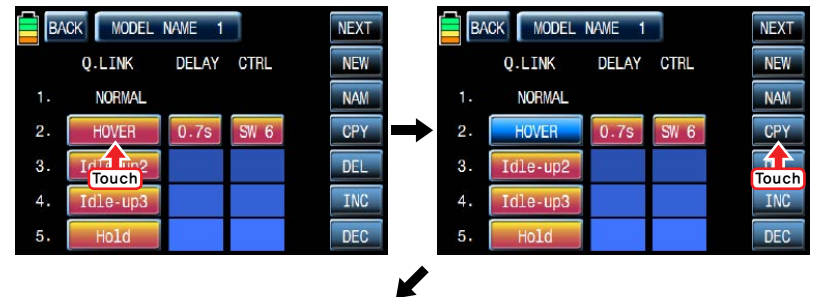 BACK MODEL NAME 1 NEXT
Q.LINK DELAY CTRL NEW
1. NORMAL NAM
2. HOVER 0.7s SW 6 CPY
3. Idle-up2 DEL
Touch
4. Idle-up3 INC
5. Hold DEC
BACK MODEL NAME 1 NEXT
Q.LINK DELAY CTRL NEW
1. NORMAL NAM
2. HOVER 0.7s SW 6 CPY
3. Idle-up2
Touch
4. Idle-up3 INC
5. Hold DEC